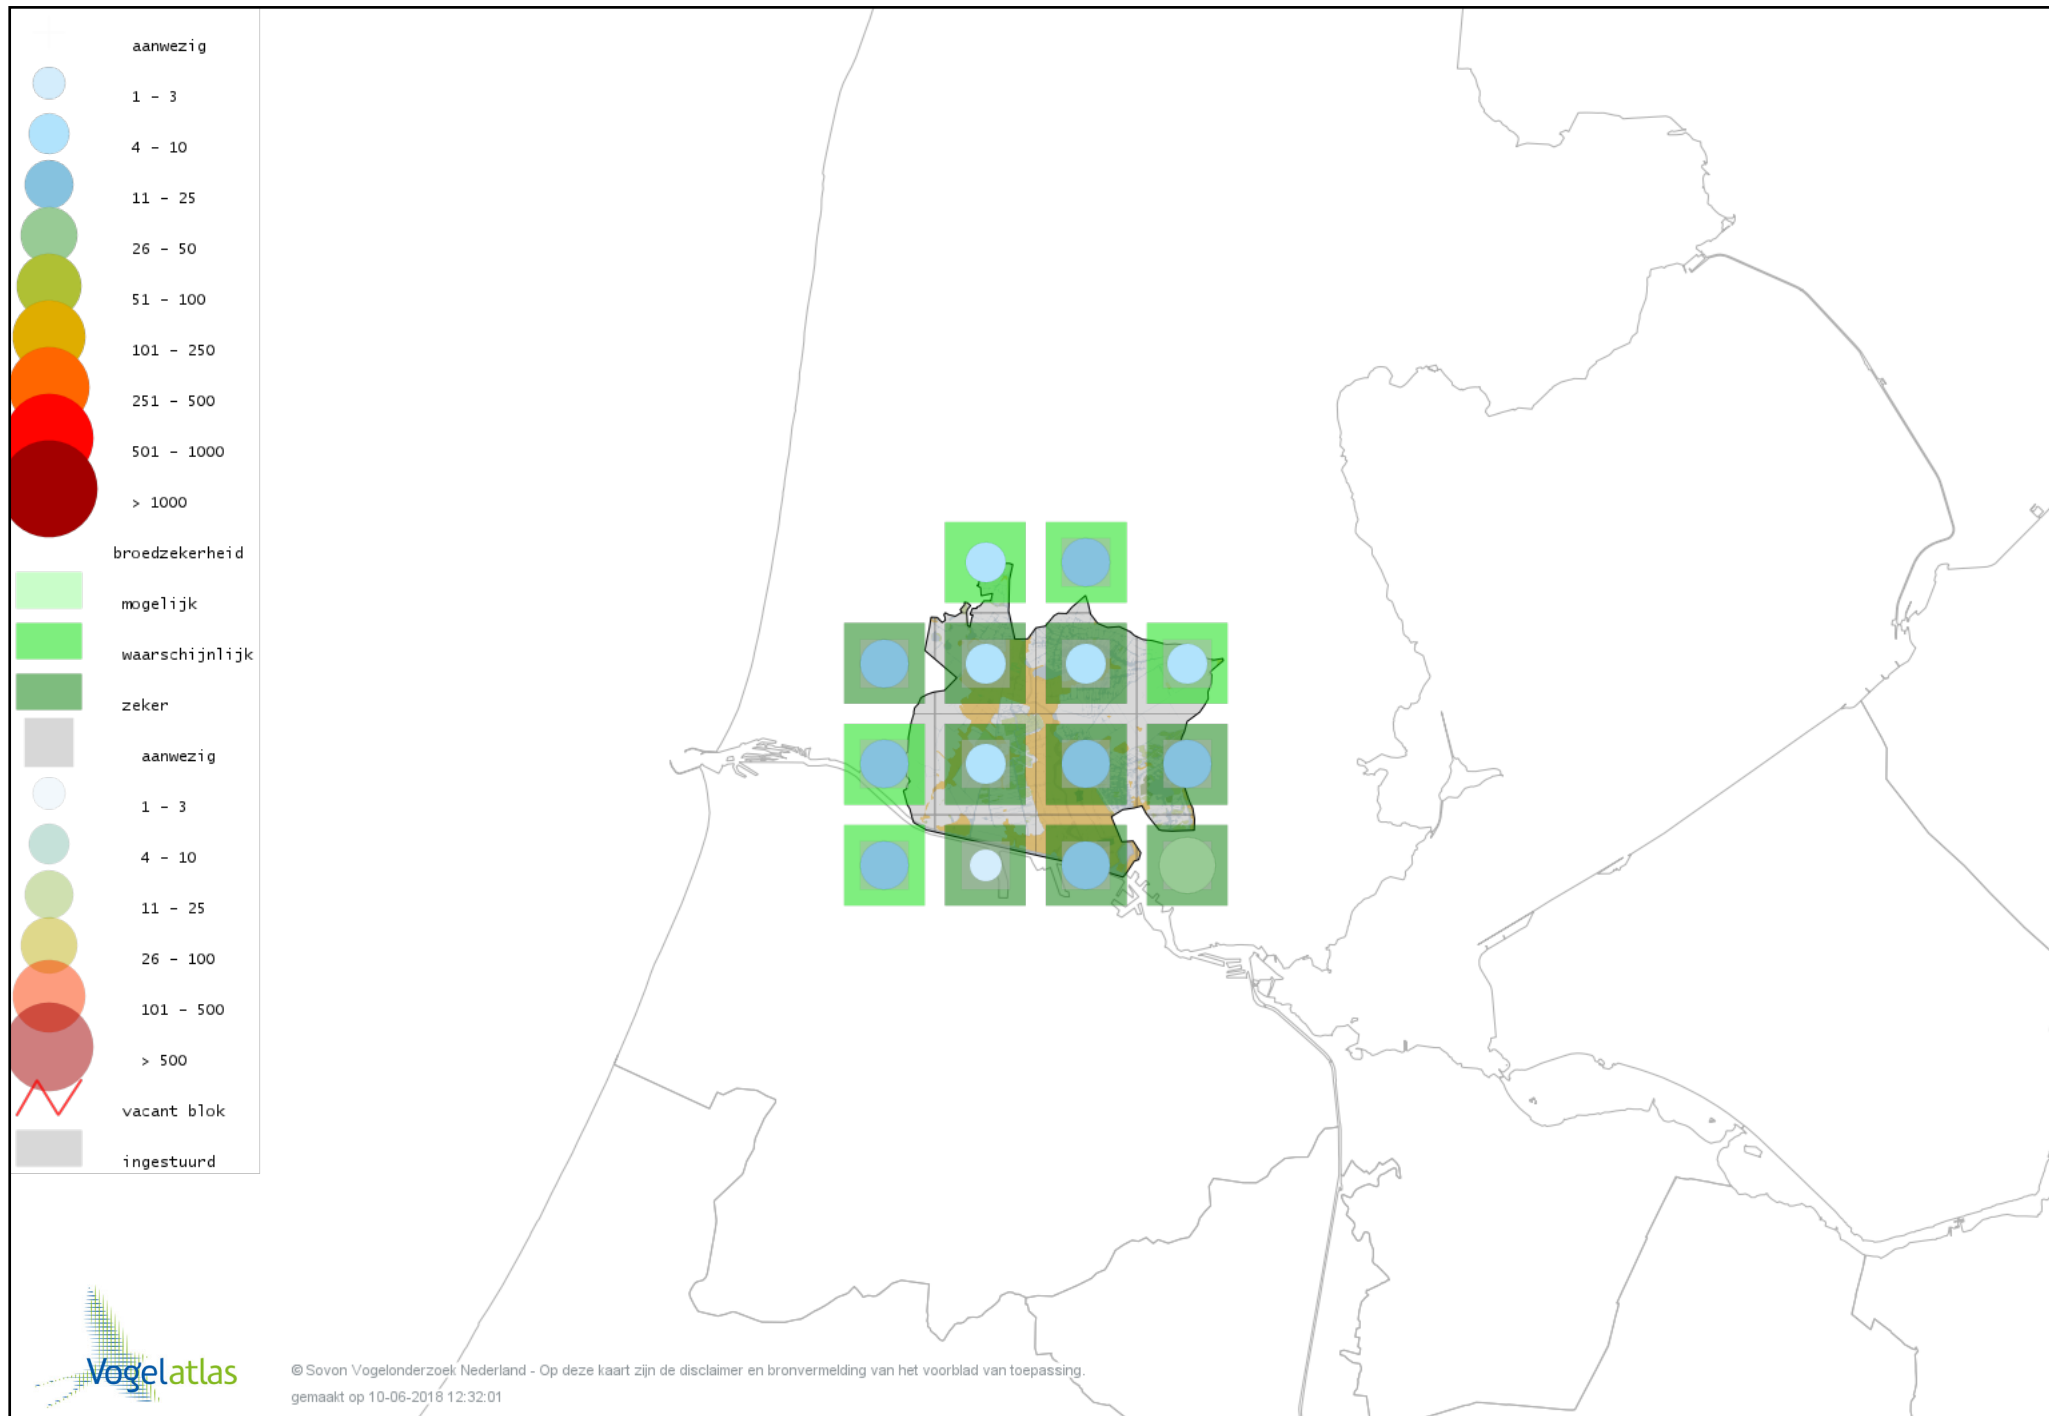 aanwezig
1 - 3
4 - 10
11 - 25
26 - 50
51 - 100
101 - 250
251 - 500
501 - 1000
> 1000
broedzekerheid
mogelijk
waarschijnlijk
zeker
aanwezig
1 - 3
4 - 10
11 - 25
26 - 100
101 - 500
> 500
vacant blok
ingestuurd
Vogelatlas
© Sovon Vogelonderzoek Nederland - Op deze kaart zijn de disclaimer en bronvermelding van het voorblad van toepassing.
gemaakt op 10-06-2018 12:32:01